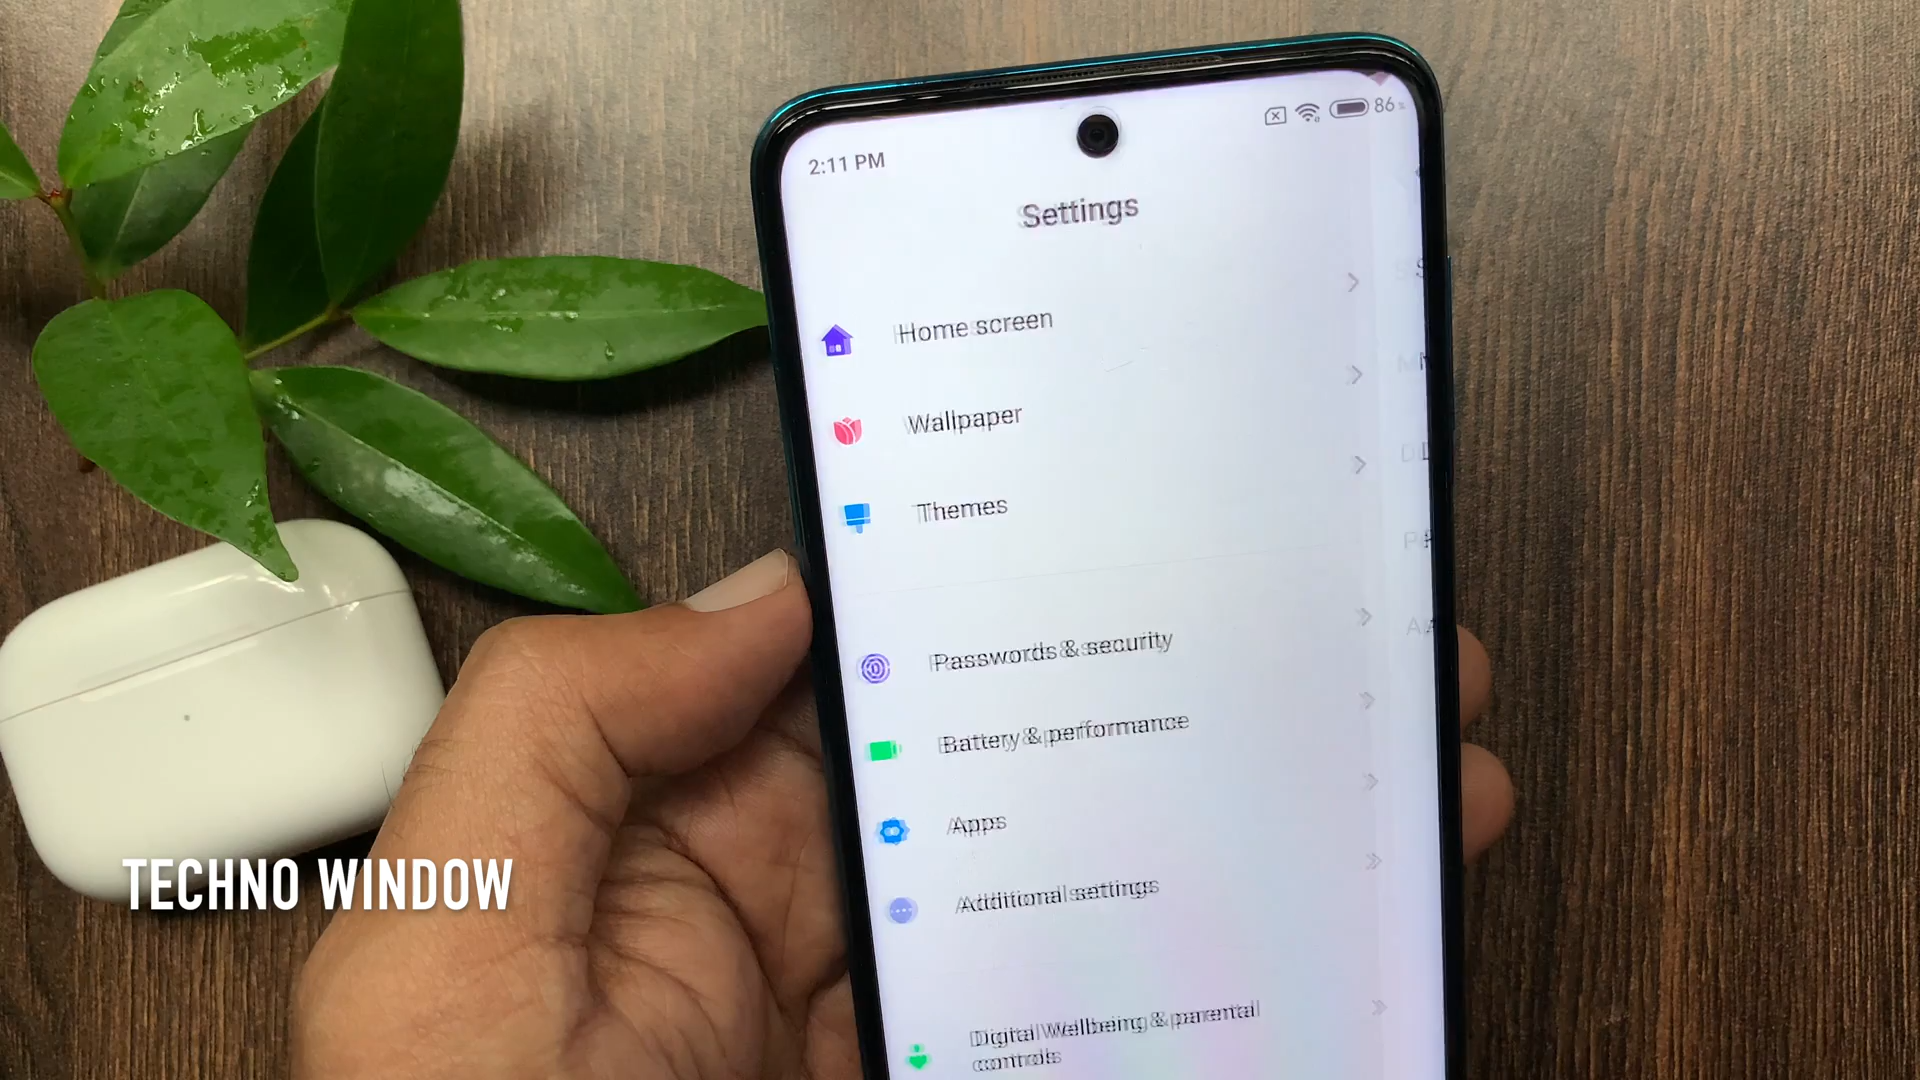 2:11 PM
86
Settings
Home screen
Wallpaper
Themes
Passwords & security
Battery & performance
Apps
Additional settings
Digital Wellbeing & parental
controls
TECHNO WINDOW